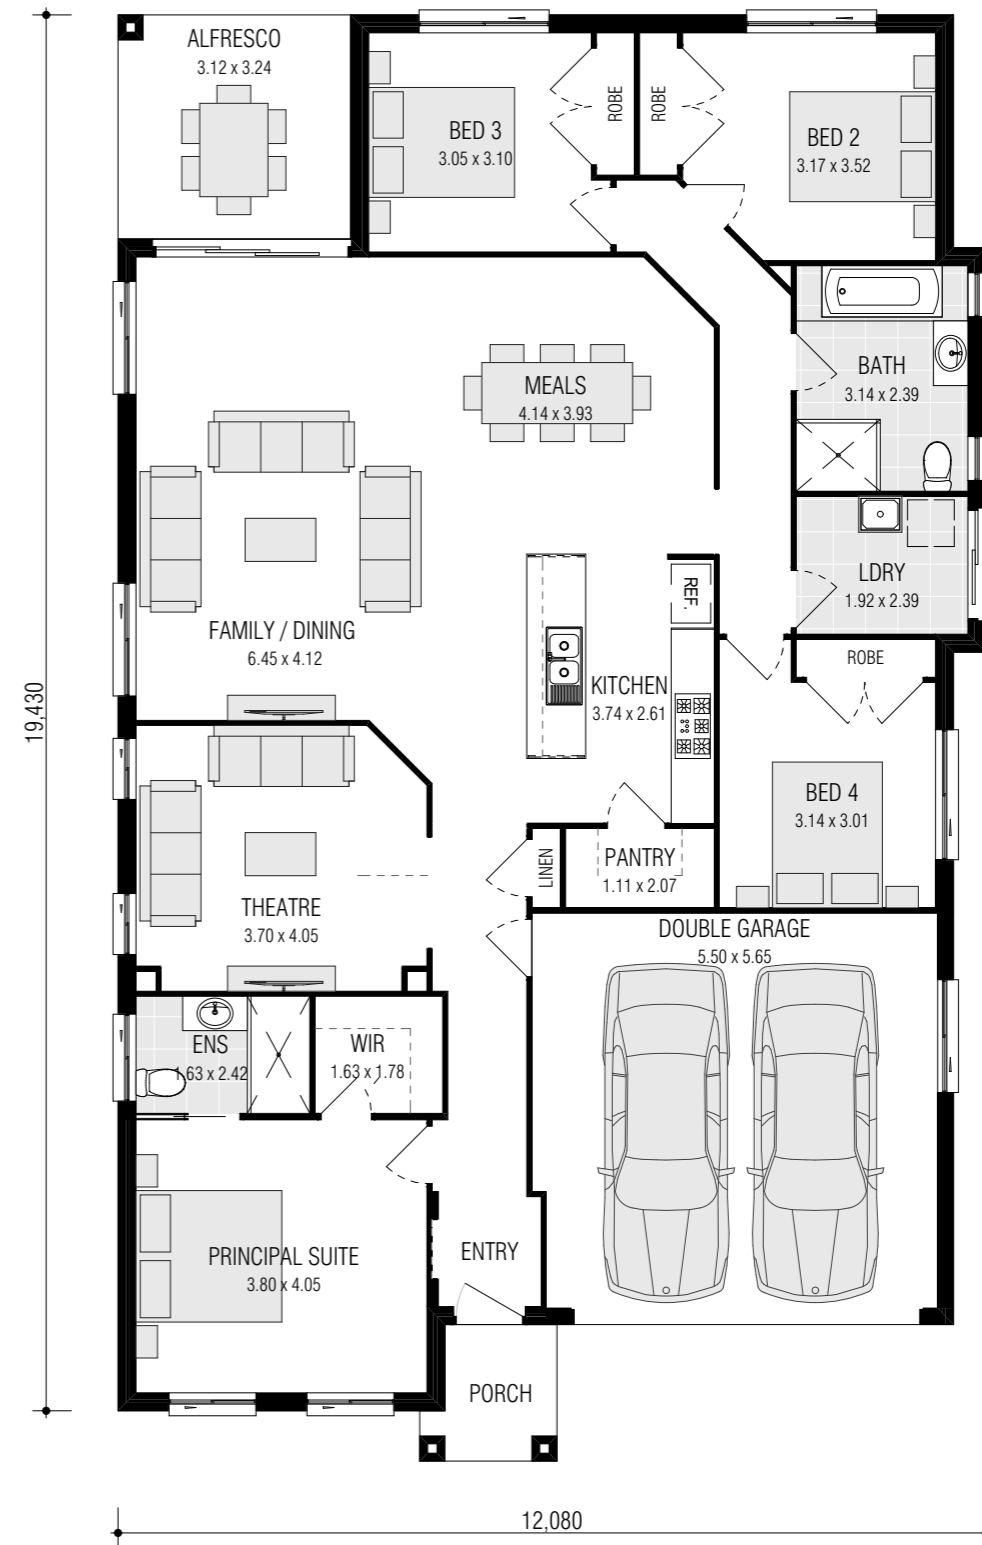 ALFRESCO
3.12 x 3.24
BED 3
3.05 x 3.10
ROBE
ROBE
BED 2
3.17 x 3.52
MEALS
4.14 x 3.93
BATH
3.14 x 2.39
LDRY
1.92 x 2.39
FAMILY / DINING
6.45 x 4.12
REF.
KITCHEN
3.74 x 2.61
ROBE
19,430
BED 4
3.14 x 3.01
LINEN
PANTRY
1.11 x 2.07
THEATRE
3.70 x 4.05
DOUBLE GARAGE
5.50 x 5.65
ENS
1.63 x 2.42
WIR
1.63 x 1.78
PRINCIPAL SUITE
3.80 x 4.05
ENTRY
PORCH
12,080